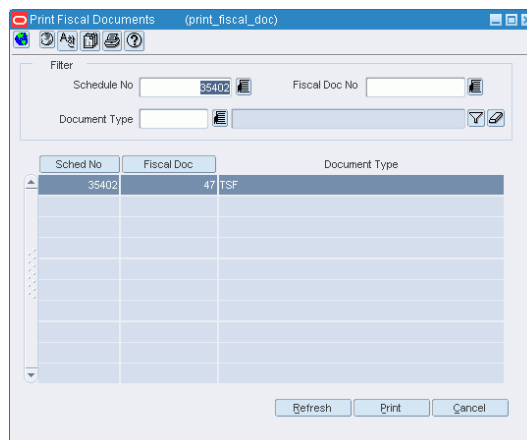 Print Fiscal Documents (print_fiscal_doc)
Filter
Schedule No 35402 Fiscal Doc No
Document Type
Sched No Fiscal Doc Document Type
35402 47 TSF
Refresh Print Cancel